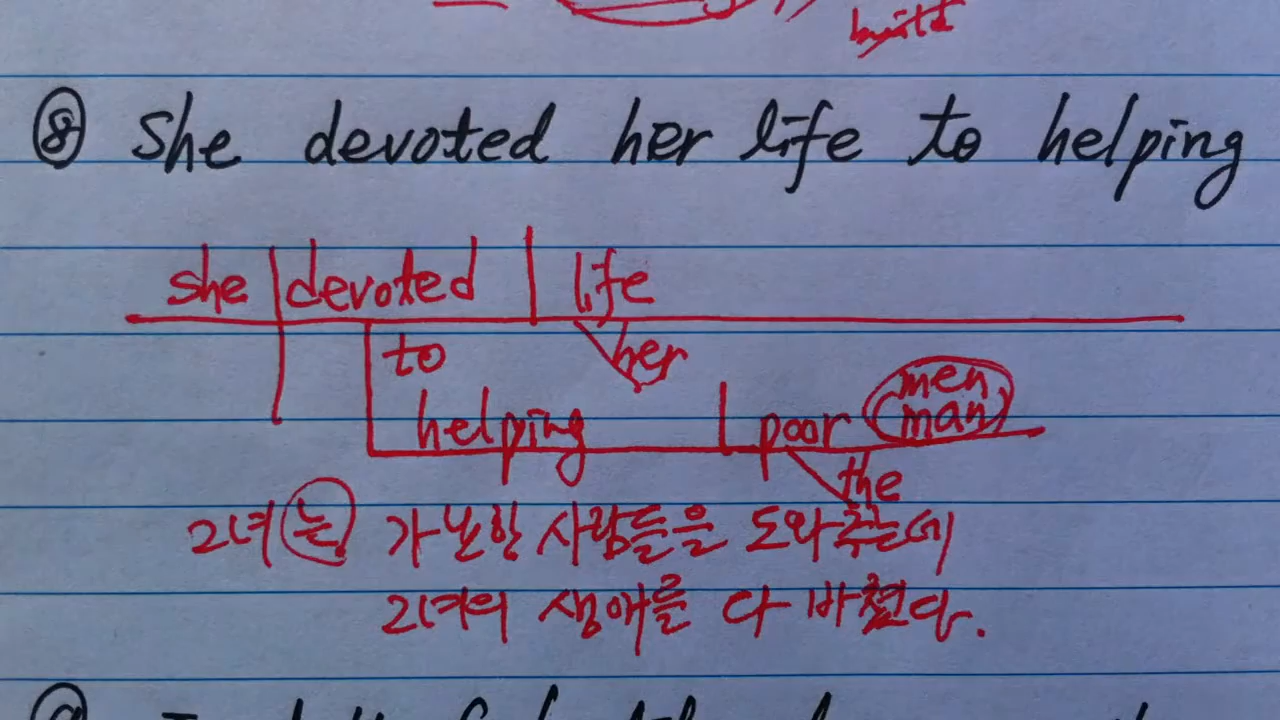 build
⑧ She devoted her life to helping
she devoted life
to her
men
helping poor (man)
the
그녀는 가난한 사람들을 도와주는데
그녀의 생애를 다 바쳤다.